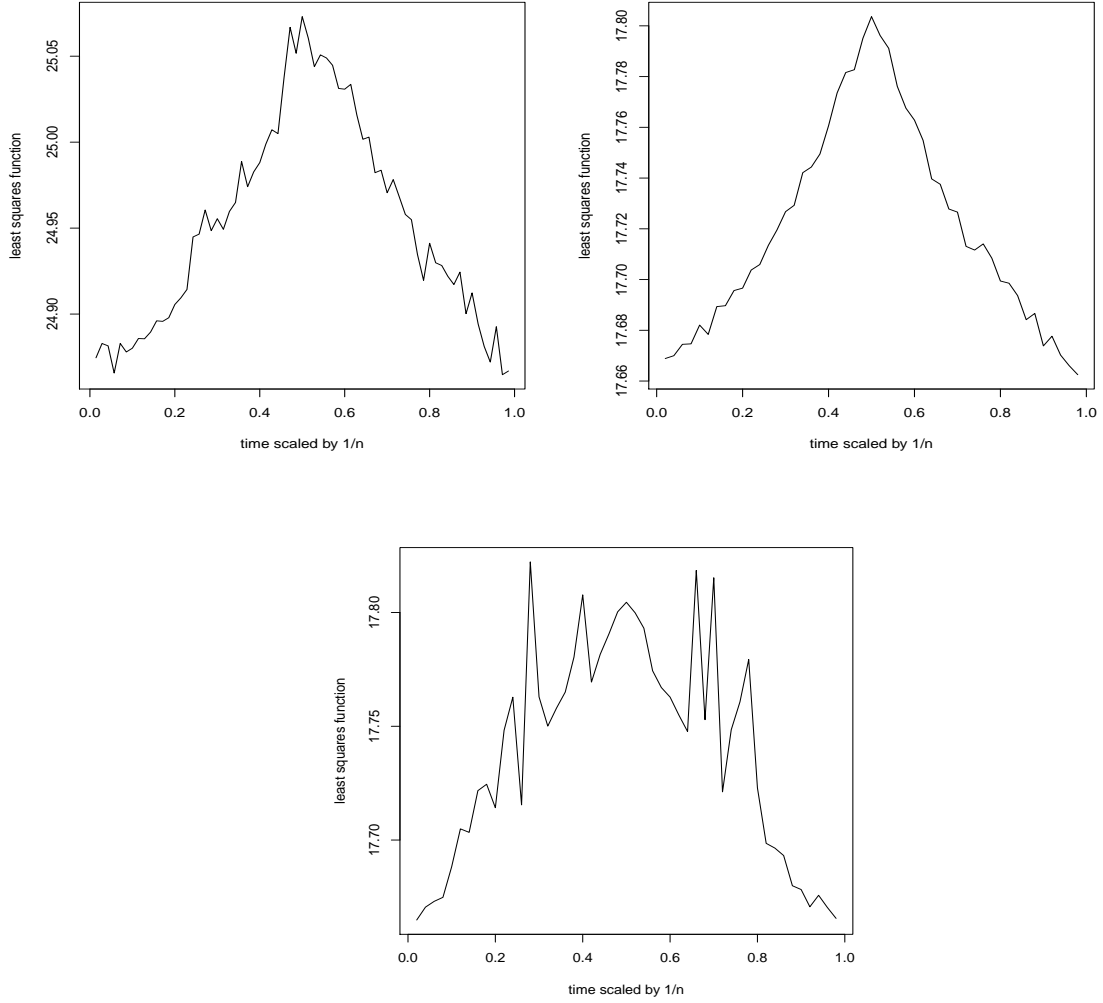 25.05
25.00
24.95
24.90
least squares function
0.0 0.2 0.4 0.6 0.8 1.0
time scaled by 1/n
17.80
17.78
17.76
17.74
17.72
17.70
17.68
17.66
least squares function
0.0 0.2 0.4 0.6 0.8 1.0
time scaled by 1/n
17.80
17.75
17.70
least squares function
0.0 0.2 0.4 0.6 0.8 1.0
time scaled by 1/n